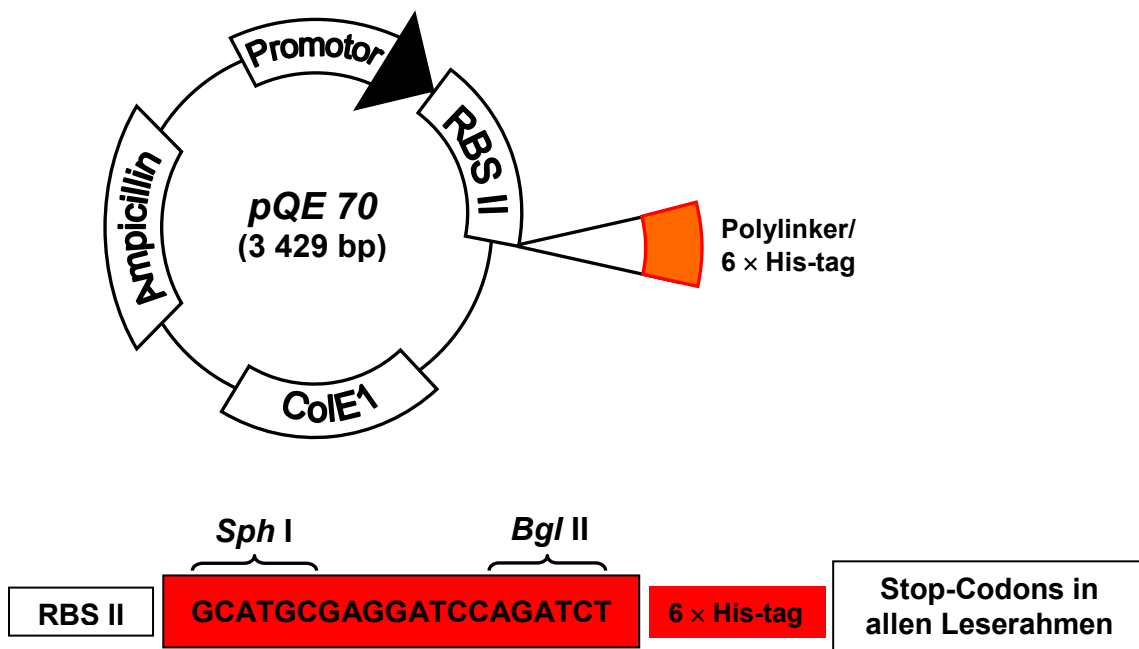 Promotor
RBS II
Ampicillin
pQE 70
(3 429 bp)
Polylinker/
6 × His-tag
ColE1
Sph I
Bgl II
RBS II
GCATGCGAGGATCCAGATCT
6 × His-tag
Stop-Codons in
allen Leserahmen